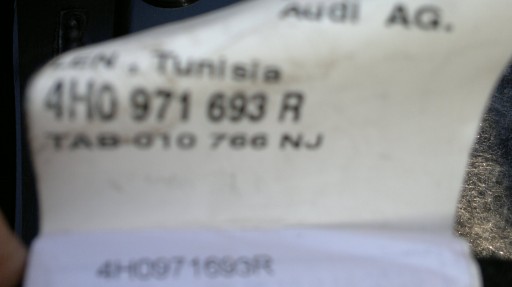 Audi AG.
, Tunisia
4H0 971 693 R
TAB-010 766 NJ
4H0971693R